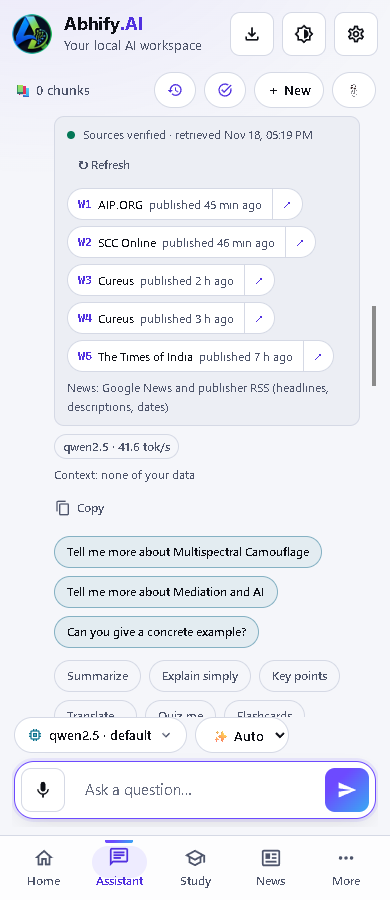 Abhify.AI
Your local AI workspace
0 chunks
+ New
Sources verified · retrieved Nov 18, 05:19 PM
↻ Refresh
W1 AIP.ORG published 45 min ago ↗
W2 SCC Online published 46 min ago ↗
W3 Cureus published 2 h ago ↗
W4 Cureus published 3 h ago ↗
W5 The Times of India published 7 h ago ↗
News: Google News and publisher RSS (headlines,
descriptions, dates)
qwen2.5 · 41.6 tok/s
Context: none of your data
Copy
Tell me more about Multispectral Camouflage
Tell me more about Mediation and AI
Can you give a concrete example?
Summarize Explain simply Key points
Translate Quiz me Flashcards
qwen2.5 · default Auto
Ask a question...
Home Assistant Study News More